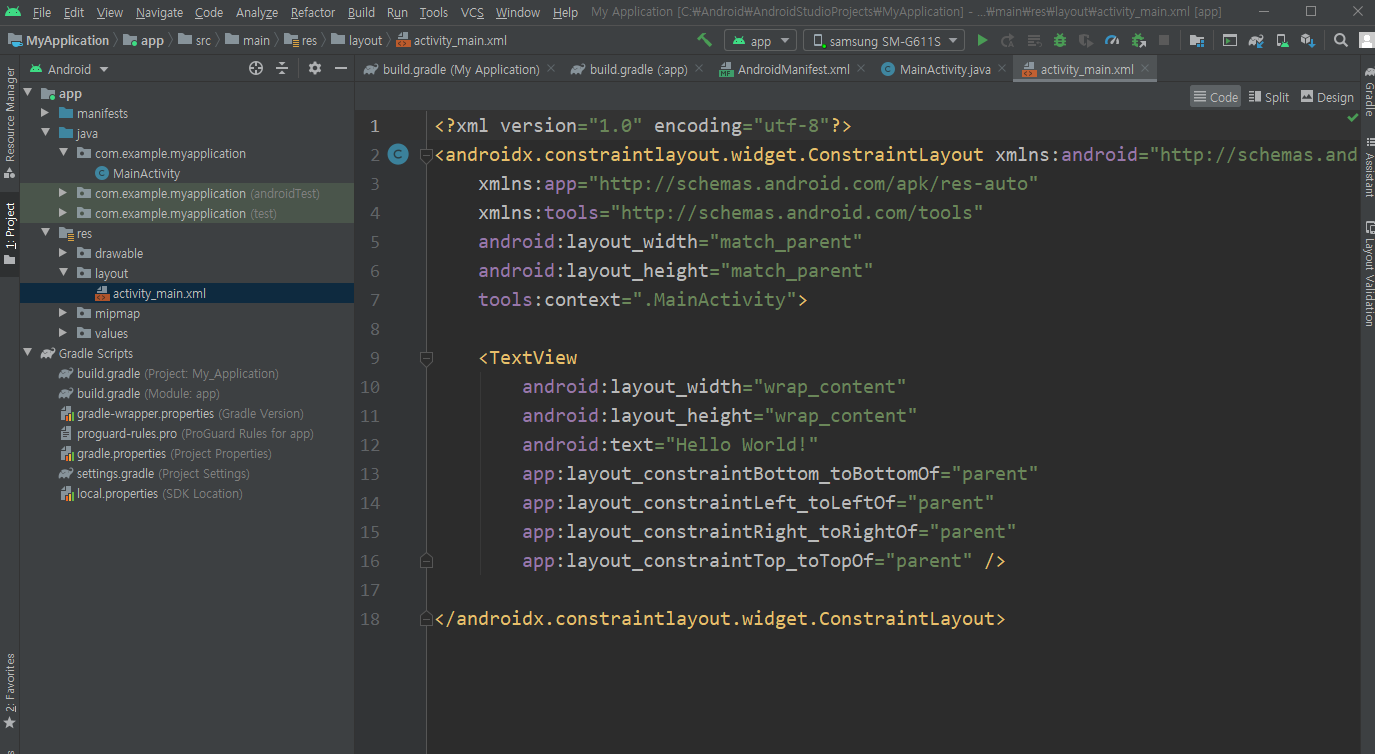 File Edit View Navigate Code Analyze Refactor Build Run Tools VCS Window Help My Application [C:₩Android₩AndroidStudioProjects₩MyApplication] - ...₩main₩res₩layout₩activity_main.xml [app]
MyApplication app src main res layout activity_main.xml app samsung SM-G611S
Android
build.gradle (My Application) build.gradle (:app) AndroidManifest.xml MainActivity.java activity_main.xml
Code Split Design
Resource Manager
1: Project
2: Favorites
app
manifests
java
com.example.myapplication
MainActivity
com.example.myapplication (androidTest)
com.example.myapplication (test)
res
drawable
layout
activity_main.xml
mipmap
values
Gradle Scripts
build.gradle (Project: My_Application)
build.gradle (Module: app)
gradle-wrapper.properties (Gradle Version)
proguard-rules.pro (ProGuard Rules for app)
gradle.properties (Project Properties)
settings.gradle (Project Settings)
local.properties (SDK Location)
1 <?xml version="1.0" encoding="utf-8"?>
2 <androidx.constraintlayout.widget.ConstraintLayout xmlns:android="http://schemas.and
3 xmlns:app="http://schemas.android.com/apk/res-auto"
4 xmlns:tools="http://schemas.android.com/tools"
5 android:layout_width="match_parent"
6 android:layout_height="match_parent"
7 tools:context=".MainActivity">
8
9 <TextView
10 android:layout_width="wrap_content"
11 android:layout_height="wrap_content"
12 android:text="Hello World!"
13 app:layout_constraintBottom_toBottomOf="parent"
14 app:layout_constraintLeft_toLeftOf="parent"
15 app:layout_constraintRight_toRightOf="parent"
16 app:layout_constraintTop_toTopOf="parent" />
17
18 </androidx.constraintlayout.widget.ConstraintLayout>
Gradle
Assistant
Layout Validation